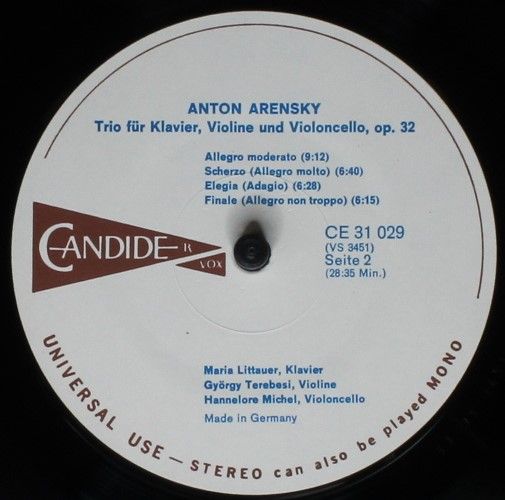 ANTON ARENSKY
Trio für Klavier, Violine und Violoncello, op. 32
Allegro moderato (9:12)
Scherzo (Allegro molto) (6:40)
Elegia (Adagio) (6:28)
Finale (Allegro non troppo) (6:15)
CANDIDE R
VOX
CE 31 029
(VS 3451)
Seite 2
(28:35 Min.)
Maria Littauer, Klavier
György Terebesi, Violine
Hannelore Michel, Violoncello
Made in Germany
UNIVERSAL USE — STEREO can also be played MONO